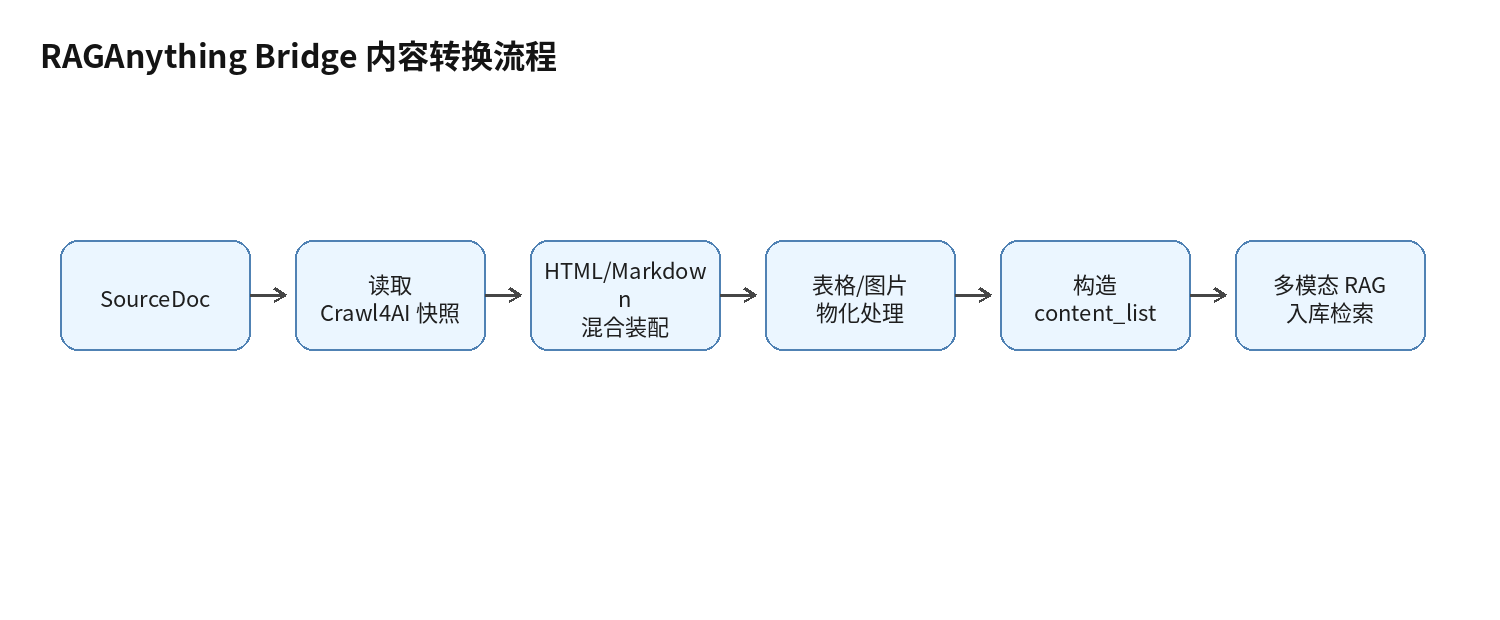 RAGAnything Bridge 内容转换流程
SourceDoc
读取
Crawl4AI 快照
HTML/Markdow
n
混合装配
表格/图片
物化处理
构造
content_list
多模态 RAG
入库检索